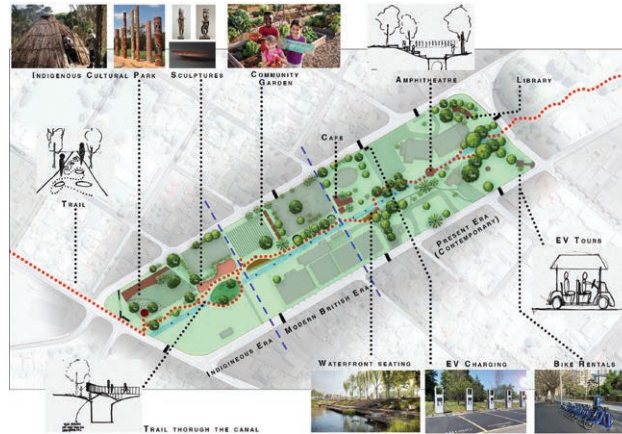 Indigenous Cultural Park
Sculptures
Community
Garden
Amphitheatre
Library
Cafe
Trail
EV Tours
Present Era
(Contemporary)
Indigineous Era
Modern British Era
Waterfront seating
EV Charging
Bike Rentals
Trail thorugh the canal